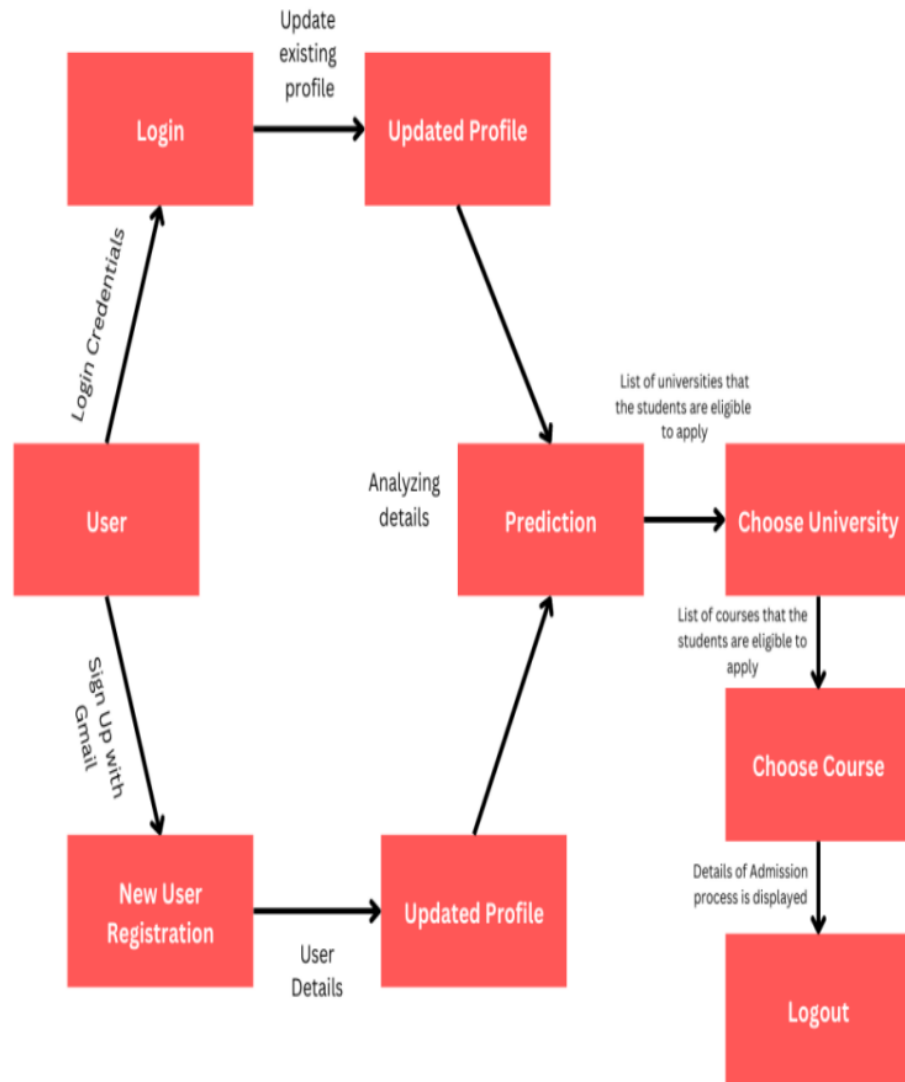 Update
existing
profile
Login
Updated Profile
Login Credentials
List of universities that
the students are eligible
to apply
User
Analyzing
details
Prediction
Choose University
List of courses that the
students are eligible to
apply
Sign Up with
Gmail
Choose Course
New User
Registration
User
Details
Updated Profile
Details of Admission
process is displayed
Logout